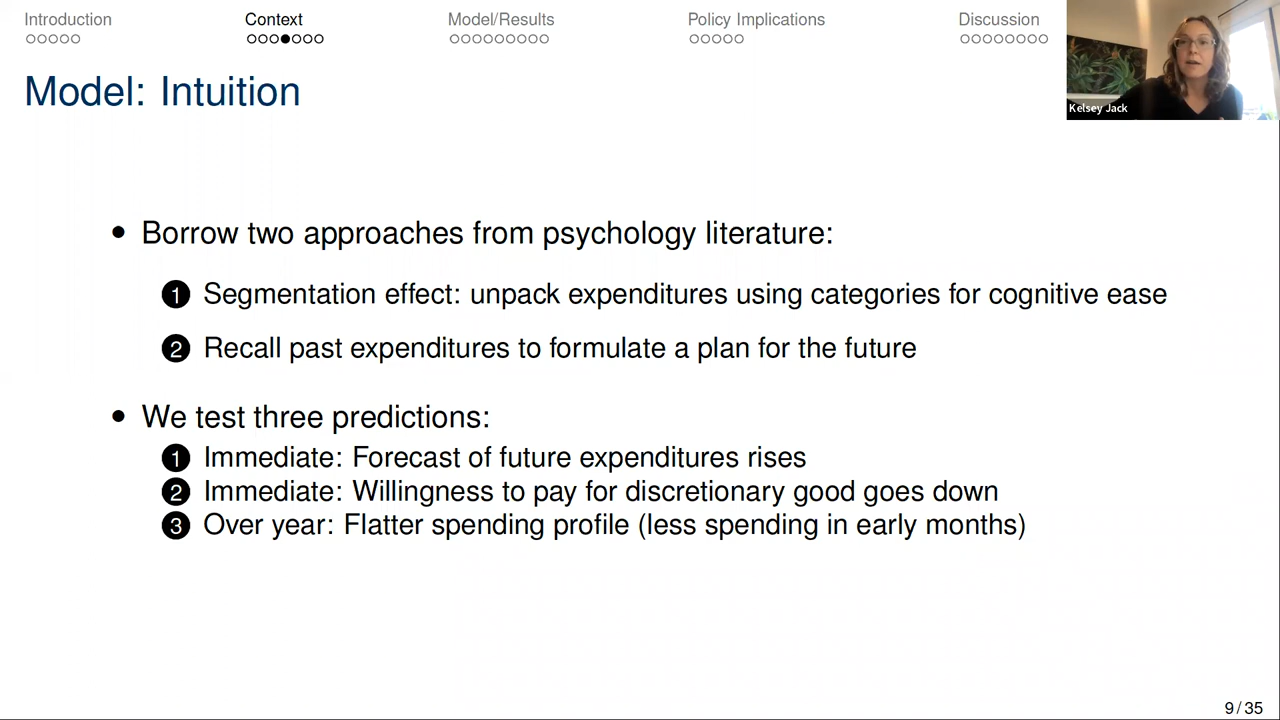 Introduction Context Model/Results Policy Implications Discussion
Model: Intuition
Kelsey Jack
• Borrow two approaches from psychology literature:
1 Segmentation effect: unpack expenditures using categories for cognitive ease
2 Recall past expenditures to formulate a plan for the future
• We test three predictions:
1 Immediate: Forecast of future expenditures rises
2 Immediate: Willingness to pay for discretionary good goes down
3 Over year: Flatter spending profile (less spending in early months)
9 / 35